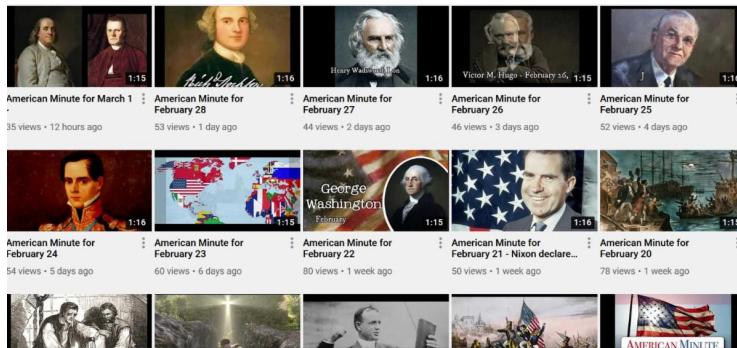 1:15
1:16
Henry Wadsworth Lon
1:16
Victor M. Hugo - February 26,
1:15
J
1:16
American Minute for March 1
-
35 views • 12 hours ago
American Minute for
February 28
53 views • 1 day ago
American Minute for
February 27
44 views • 2 days ago
American Minute for
February 26
46 views • 3 days ago
American Minute for
February 25
52 views • 4 days ago
1:16
1:15
George
Washington
February
1:15
1:16
1:15
American Minute for
February 24
54 views • 5 days ago
American Minute for
February 23
60 views • 6 days ago
American Minute for
February 22
80 views • 1 week ago
American Minute for
February 21 - Nixon declare...
50 views • 1 week ago
American Minute for
February 20
78 views • 1 week ago
AMERICAN MINUTE